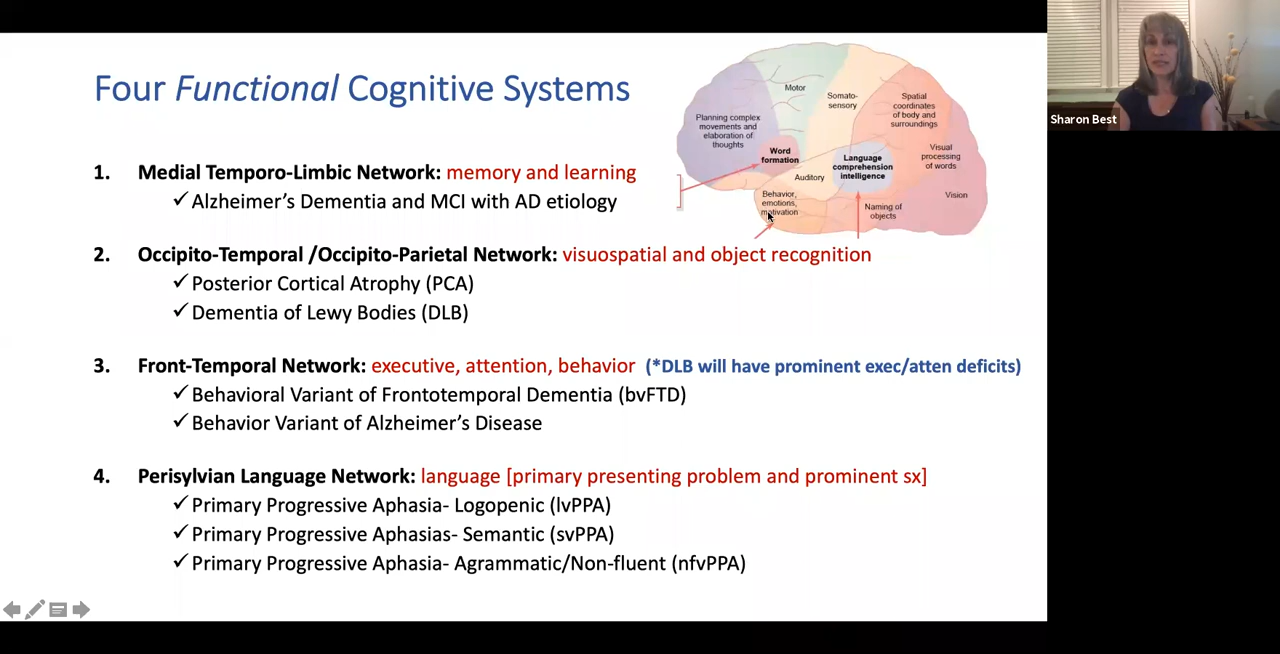 Four Functional Cognitive Systems
1. Medial Temporo-Limbic Network: memory and learning
✓ Alzheimer's Dementia and MCI with AD etiology
2. Occipito-Temporal /Occipito-Parietal Network: visuospatial and object recognition
✓ Posterior Cortical Atrophy (PCA)
✓ Dementia of Lewy Bodies (DLB)
3. Front-Temporal Network: executive, attention, behavior (*DLB will have prominent exec/atten deficits)
✓ Behavioral Variant of Frontotemporal Dementia (bvFTD)
✓ Behavior Variant of Alzheimer's Disease
4. Perisylvian Language Network: language [primary presenting problem and prominent sx]
✓ Primary Progressive Aphasia- Logopenic (lvPPA)
✓ Primary Progressive Aphasias- Semantic (svPPA)
✓ Primary Progressive Aphasia- Agrammatic/Non-fluent (nfvPPA)
Planning complex
movements and
elaboration of
thoughts
Motor
Somato-
sensory
Spatial
coordinates
of body and
surroundings
Word
formation
Auditory
Language
comprehension
intelligence
Visual
processing
of words
Vision
Behavior,
emotions,
motivation
Naming of
objects
Sharon Best